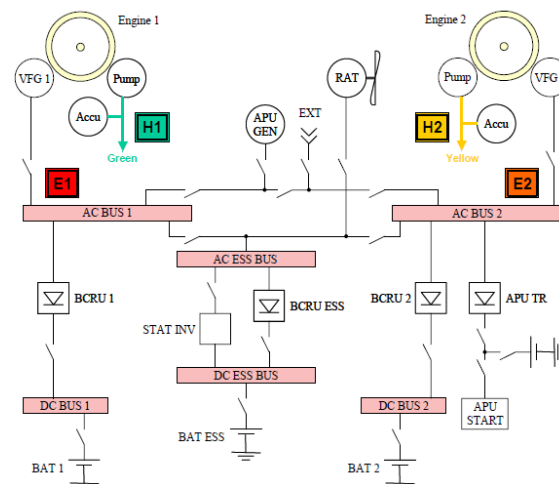 Engine 1
Engine 2
VFG 1
Pump
RAT
Pump
VFG
Accu
H1
APU
GEN
EXT
H2
Accu
Green
Yellow
E1
E2
AC BUS 1
AC BUS 2
AC ESS BUS
BCRU 1
BCRU ESS
BCRU 2
APU TR
STAT INV
DC ESS BUS
DC BUS 1
DC BUS 2
APU
START
BAT ESS
BAT 1
BAT 2